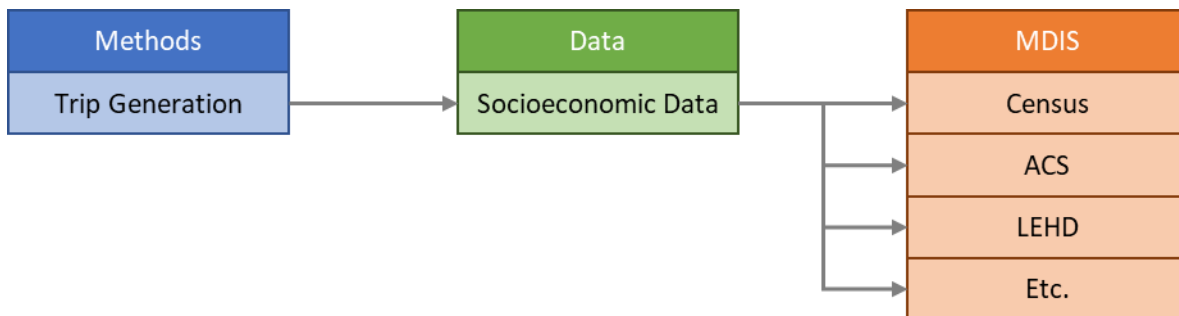 Methods
Trip Generation
Data
Socioeconomic Data
MDIS
Census
ACS
LEHD
Etc.